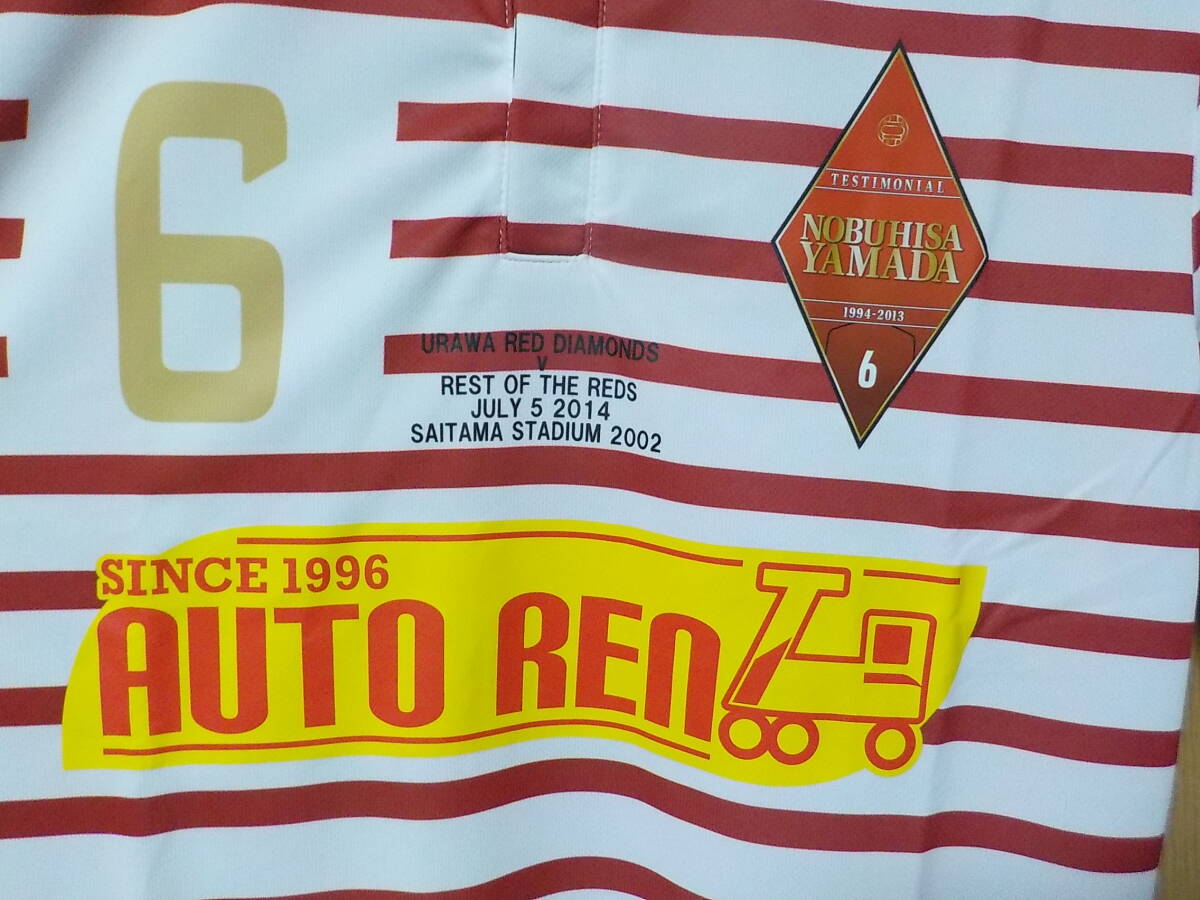 6
TESTIMONIAL
NOBUHISA
YAMADA
1994-2013
6
URAWA RED DIAMONDS
V
REST OF THE REDS
JULY 5 2014
SAITAMA STADIUM 2002
SINCE 1996
AUTO RENT